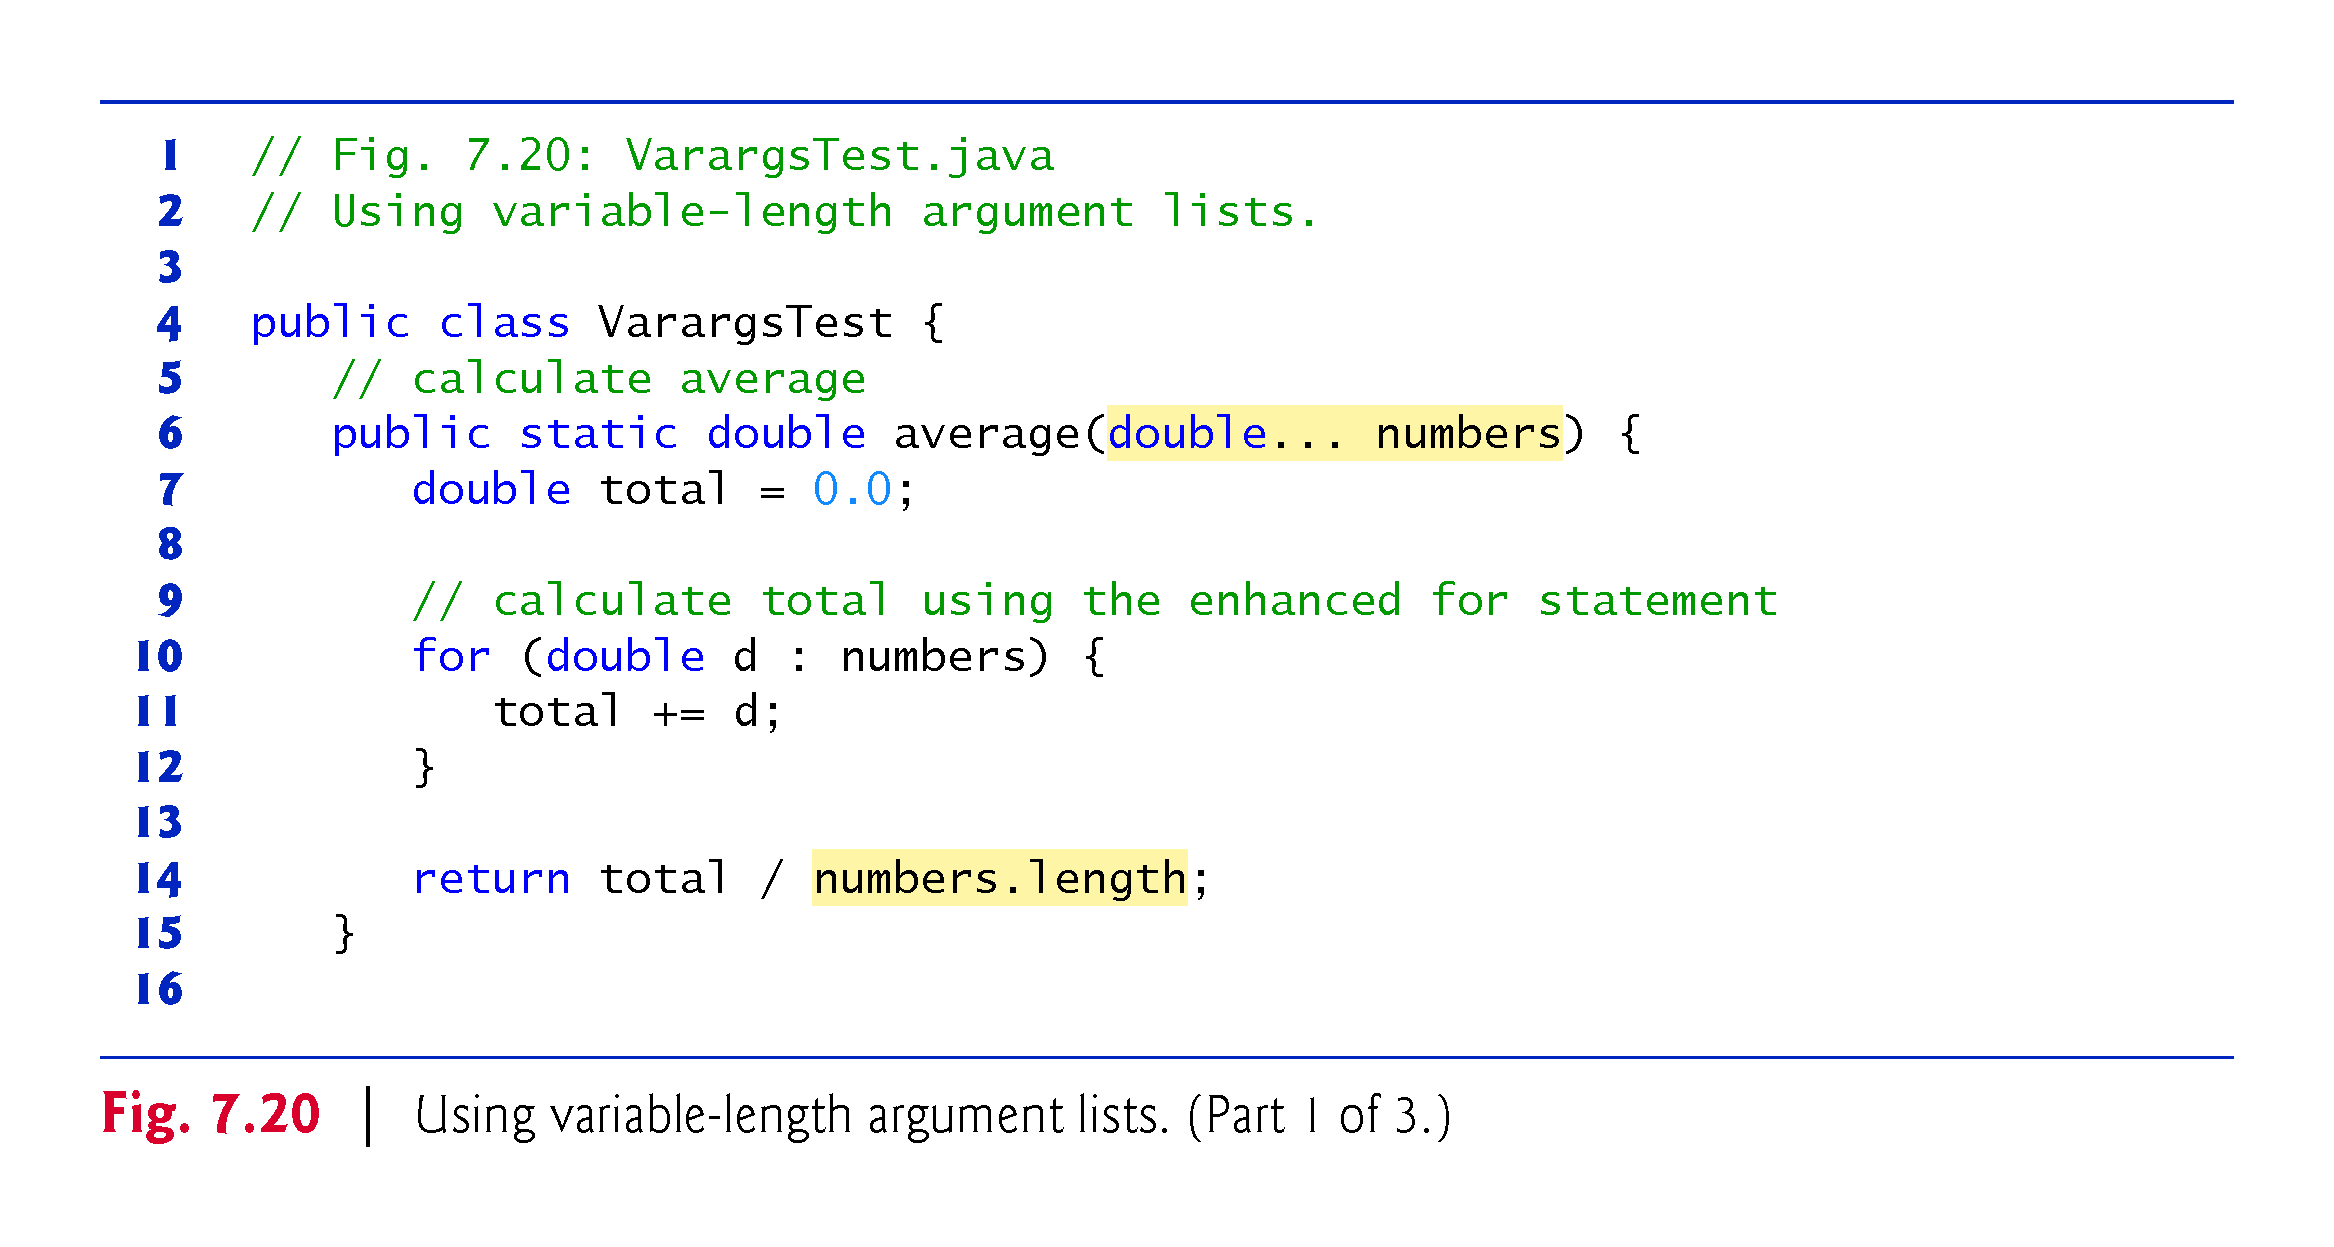 1 // Fig. 7.20: VarargsTest.java
2 // Using variable-length argument lists.
3
4 public class VarargsTest {
5    // calculate average
6    public static double average(double... numbers) {
7       double total = 0.0;
8
9       // calculate total using the enhanced for statement
10       for (double d : numbers) {
11          total += d;
12       }
13
14       return total / numbers.length;
15    }
16
Fig. 7.20 | Using variable-length argument lists. (Part 1 of 3.)